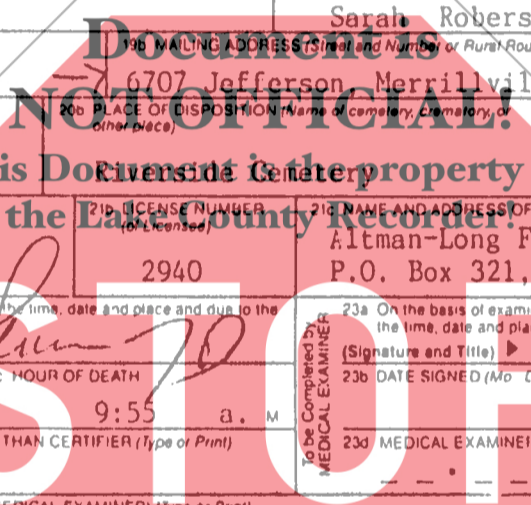 Sarah Robers
19b MAILING ADDRESS (Street and Number or Rural Rou
6707 Jefferson, Merrillvil
20b PLACE OF DISPOSITION (Name of cemetery, crematory, or
other place)
Riverside Cemetery
21b LICENSE NUMBER
(of Licensee)
2940
21c NAME AND ADDRESS OF
Altman-Long F
P.O. Box 321,
the time, date and place and due to the
23a On the basis of exami
the time, date and pla
(Signature and Title) ▶
To be Completed by
MEDICAL EXAMINER
HOUR OF DEATH
9:55 a. M
23b DATE SIGNED (Mo D
THAN CERTIFIER (Type or Print)
23d MEDICAL EXAMINE
Document is
NOT OFFICIAL!
is Document is the property
the Lake County Recorder!
STOP